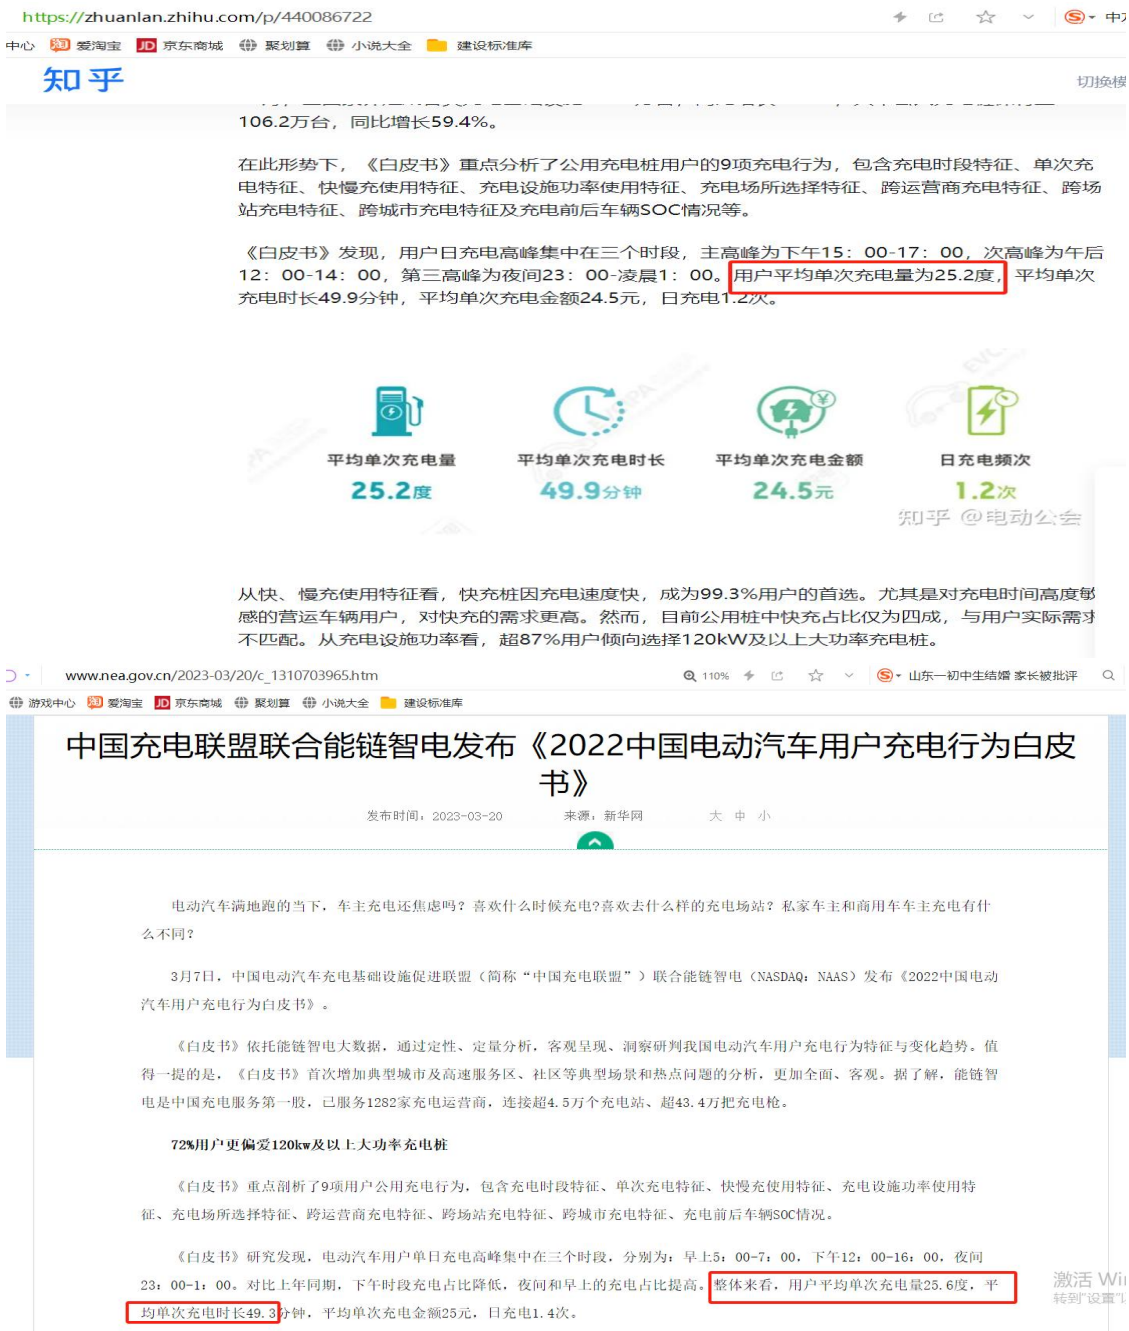 https://zhuanlan.zhihu.com/p/440086722
中心 爱淘宝 JD 京东商城 聚划算 小说大全 建设标准库
知乎
切换模
106.2万台，同比增长59.4%。
在此形势下，《白皮书》重点分析了公用充电桩用户的9项充电行为，包含充电时段特征、单次充
电特征、快慢充使用特征、充电设施功率使用特征、充电场所选择特征、跨运营商充电特征、跨场
站充电特征、跨城市充电特征及充电前后车辆SOC情况等。
《白皮书》发现，用户日充电高峰集中在三个时段，主高峰为下午15：00-17：00，次高峰为午后
12：00-14：00，第三高峰为夜间23：00-凌晨1：00。用户平均单次充电量为25.2度，平均单次
充电时长49.9分钟，平均单次充电金额24.5元，日充电1.2次。
平均单次充电量 平均单次充电时长 平均单次充电金额 日充电频次
25.2度 49.9分钟 24.5元 1.2次
知乎 @电动公会
从快、慢充使用特征看，快充桩因充电速度快，成为99.3%用户的首选。尤其是对充电时间高度敏
感的营运车辆用户，对快充的需求更高。然而，目前公用桩中快充占比仅为四成，与用户实际需求
不匹配。从充电设施功率看，超87%用户倾向选择120kW及以上大功率充电桩。
www.nea.gov.cn/2023-03/20/c_1310703965.htm 110% 山东一初中生结婚 家长被批评
游戏中心 爱淘宝 JD 京东商城 聚划算 小说大全 建设标准库
中国充电联盟联合能链智电发布《2022中国电动汽车用户充电行为白皮
书》
发布时间：2023-03-20 来源：新华网 大 中 小
电动汽车满地跑的当下，车主充电还焦虑吗？喜欢什么时候充电?喜欢去什么样的充电场站？私家车主和商用车车主充电有什
么不同？
3月7日，中国电动汽车充电基础设施促进联盟（简称“中国充电联盟”）联合能链智电（NASDAQ：NAAS）发布《2022中国电动
汽车用户充电行为白皮书》。
《白皮书》依托能链智电大数据，通过定性、定量分析，客观呈现、洞察研判我国电动汽车用户充电行为特征与变化趋势。值
得一提的是，《白皮书》首次增加典型城市及高速服务区、社区等典型场景和热点问题的分析，更加全面、客观。据了解，能链智
电是中国充电服务第一股，已服务1282家充电运营商，连接超4.5万个充电站、超43.4万把充电枪。
72%用户更偏爱120kw及以上大功率充电桩
《白皮书》重点剖析了9项用户公用充电行为，包含充电时段特征、单次充电特征、快慢充使用特征、充电设施功率使用特
征、充电场所选择特征、跨运营商充电特征、跨场站充电特征、跨城市充电特征、充电前后车辆SOC情况。
《白皮书》研究发现，电动汽车用户单日充电高峰集中在三个时段，分别为：早上5：00-7：00，下午12：00-16：00，夜间
23：00-1：00。对比上年同期，下午时段充电占比降低，夜间和早上的充电占比提高。整体来看，用户平均单次充电量25.6度，平
均单次充电时长49.3分钟，平均单次充电金额25元，日充电1.4次。
激活 Wi
转到"设置"